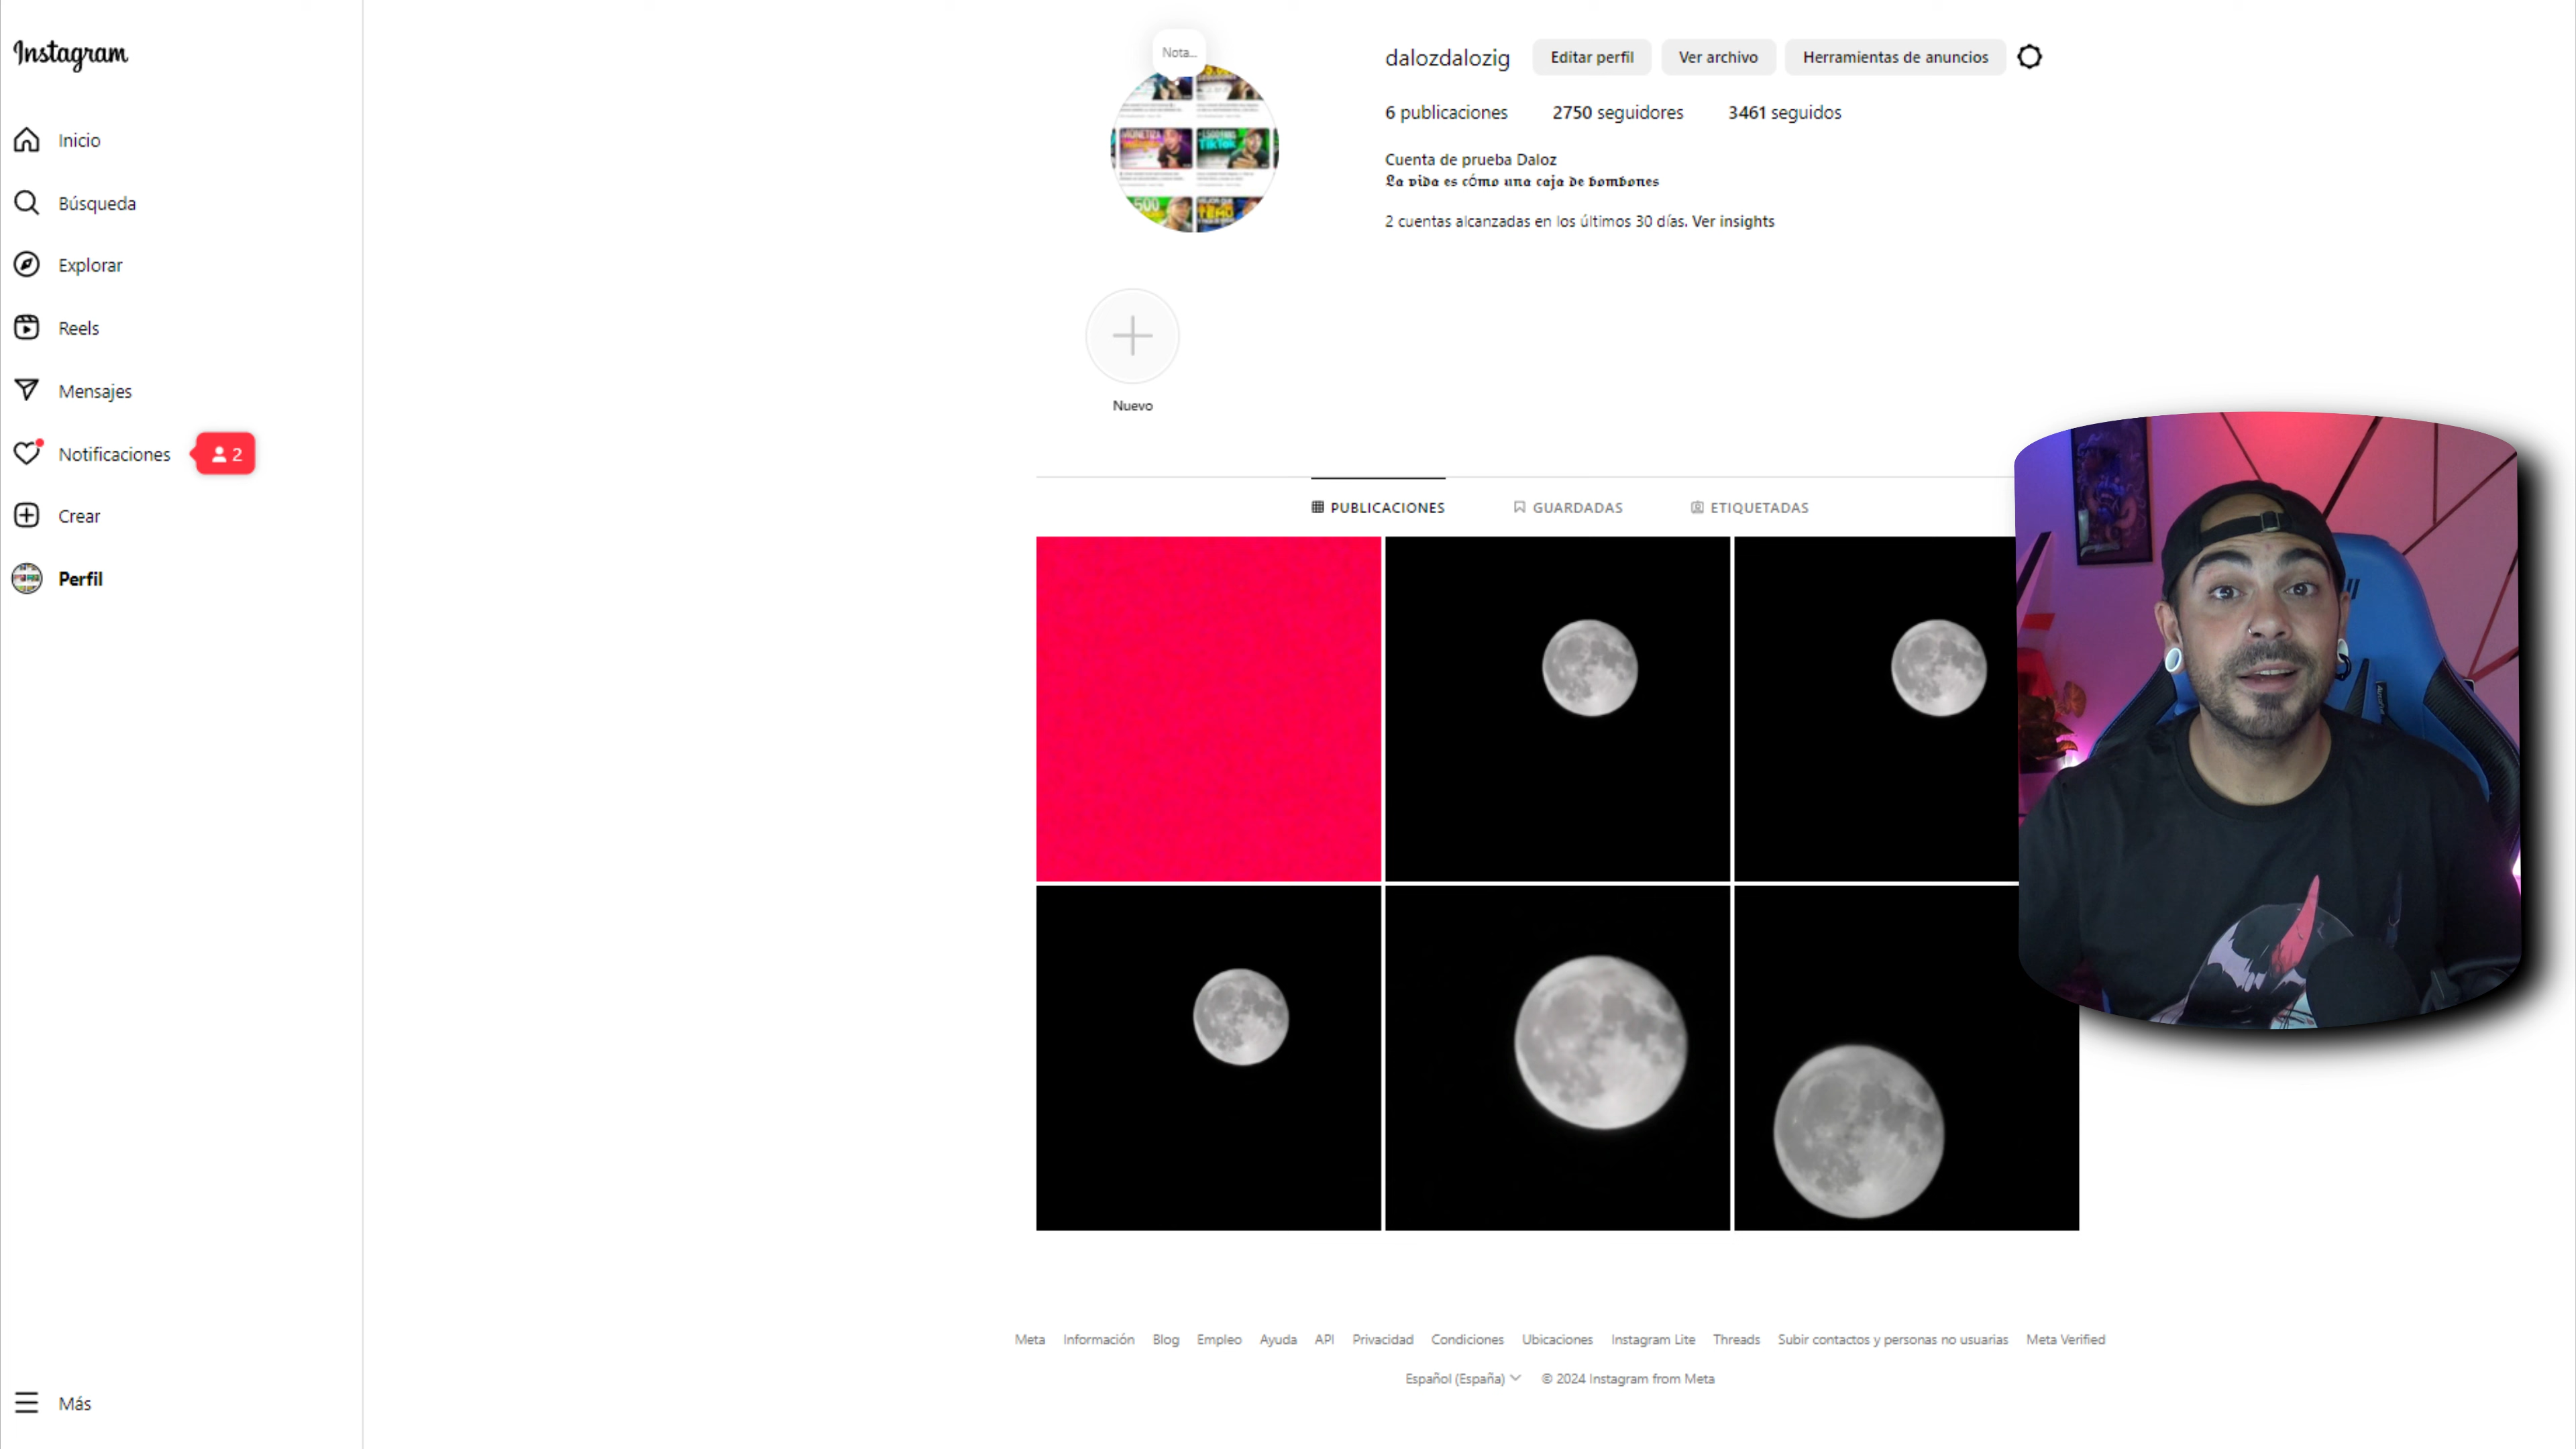 Instagram
Inicio
Búsqueda
Explorar
Reels
Mensajes
Notificaciones 2
Crear
Perfil
Más
Nota...
dalozdalozig Editar perfil Ver archivo Herramientas de anuncios
6 publicaciones 2750 seguidores 3461 seguidos
Cuenta de prueba Daloz
𝕷𝖆 𝖛𝖎𝖉𝖆 𝖊𝖘 𝖈ó𝖒𝖔 𝖚𝖓𝖆 𝖈𝖆𝖏𝖆 𝖉𝖊 𝖇𝖔𝖒𝖇𝖔𝖓𝖊𝖘
2 cuentas alcanzadas en los últimos 30 días. Ver insights
MONETIZA
TIKTOK
500
TEMU
Nuevo
PUBLICACIONES GUARDADAS ETIQUETADAS
Meta Información Blog Empleo Ayuda API Privacidad Condiciones Ubicaciones Instagram Lite Threads Subir contactos y personas no usuarias Meta Verified
Español (España) © 2024 Instagram from Meta